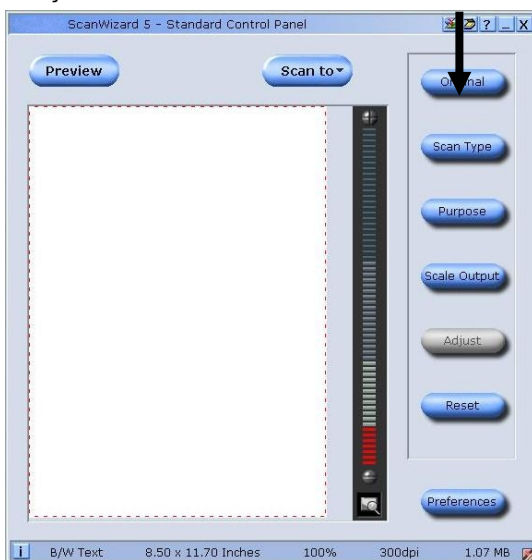 ScanWizard 5 - Standard Control Panel ? _ X
Preview
Scan to
Scan Type
Purpose
Scale Output
Adjust
Reset
Preferences
i B/W Text 8.50 x 11.70 Inches 100% 300dpi 1.07 MB